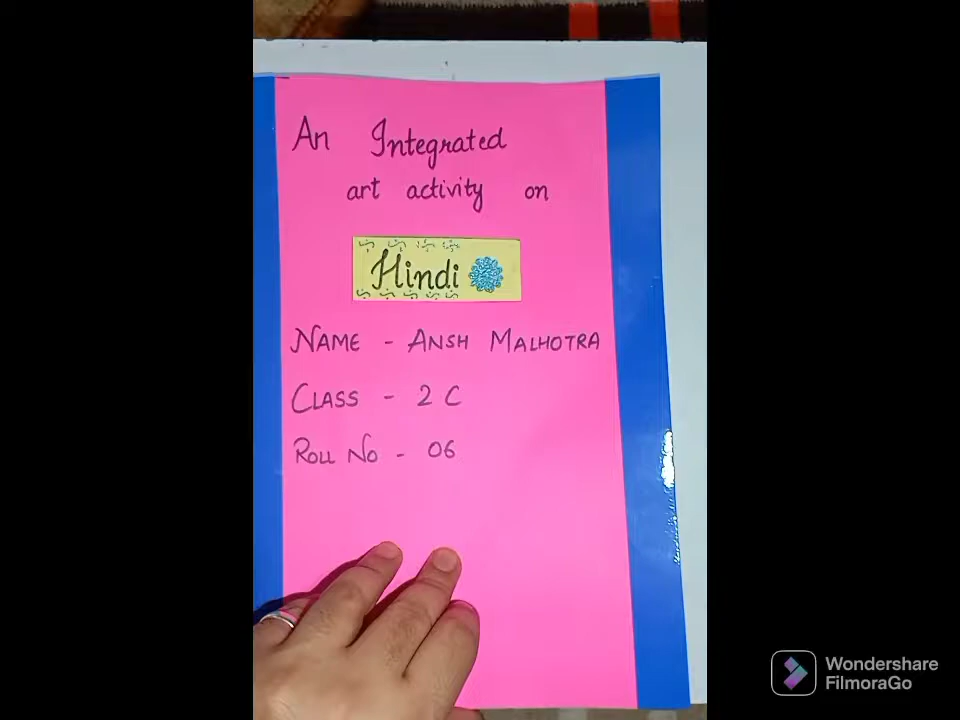 An Integrated
art activity on
Hindi
NAME - ANSH MALHOTRA
CLASS - 2 C
ROLL NO - 06
Wondershare
FilmoraGo